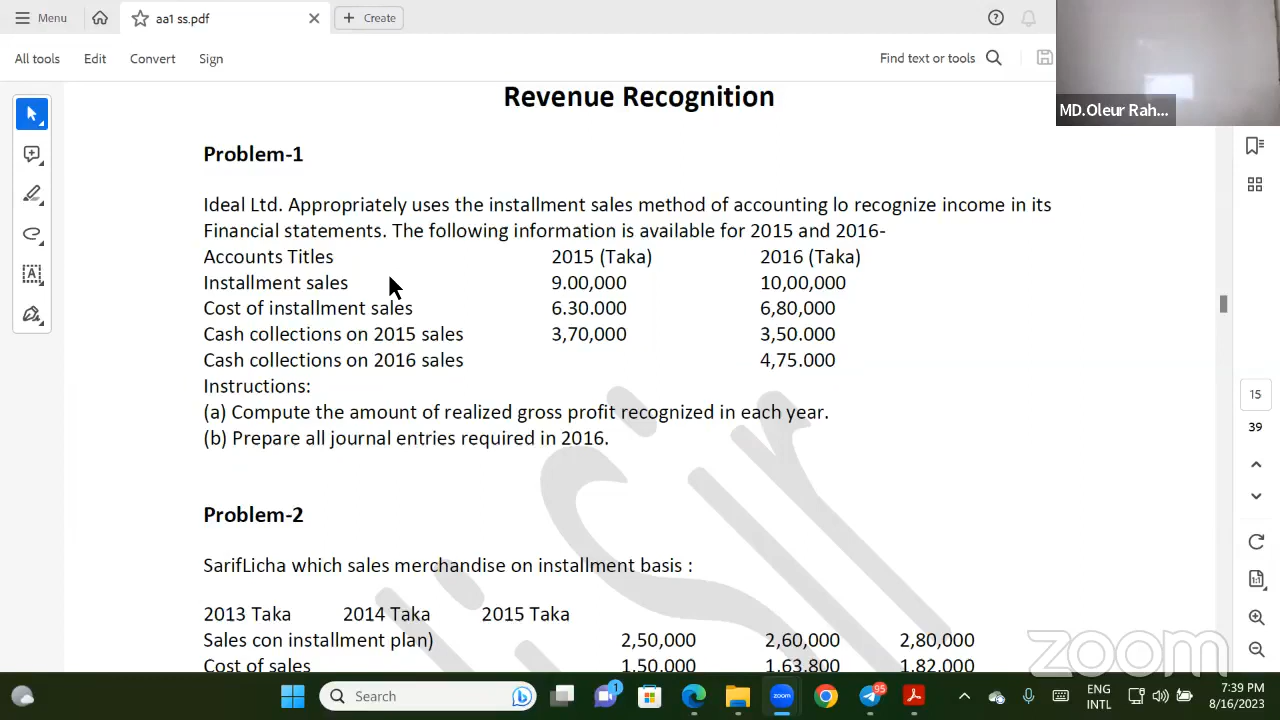 Menu
aa1 ss.pdf
Create
All tools Edit Convert Sign
Find text or tools
MD.Oleur Rah...
Revenue Recognition
Problem-1
Ideal Ltd. Appropriately uses the installment sales method of accounting lo recognize income in its
Financial statements. The following information is available for 2015 and 2016-
Accounts Titles 2015 (Taka) 2016 (Taka)
Installment sales 9.00,000 10,00,000
Cost of installment sales 6.30.000 6,80,000
Cash collections on 2015 sales 3,70,000 3,50.000
Cash collections on 2016 sales 4,75.000
Instructions:
(a) Compute the amount of realized gross profit recognized in each year.
(b) Prepare all journal entries required in 2016.
Problem-2
SarifLicha which sales merchandise on installment basis :
2013 Taka 2014 Taka 2015 Taka
Sales con installment plan) 2,50,000 2,60,000 2,80,000
Cost of sales 1,50,000 1,63,800 1,82,000
Sir
15
39
1:1
zoom
Search
zoom
1
95
ENG
INTL
7:39 PM
8/16/2023